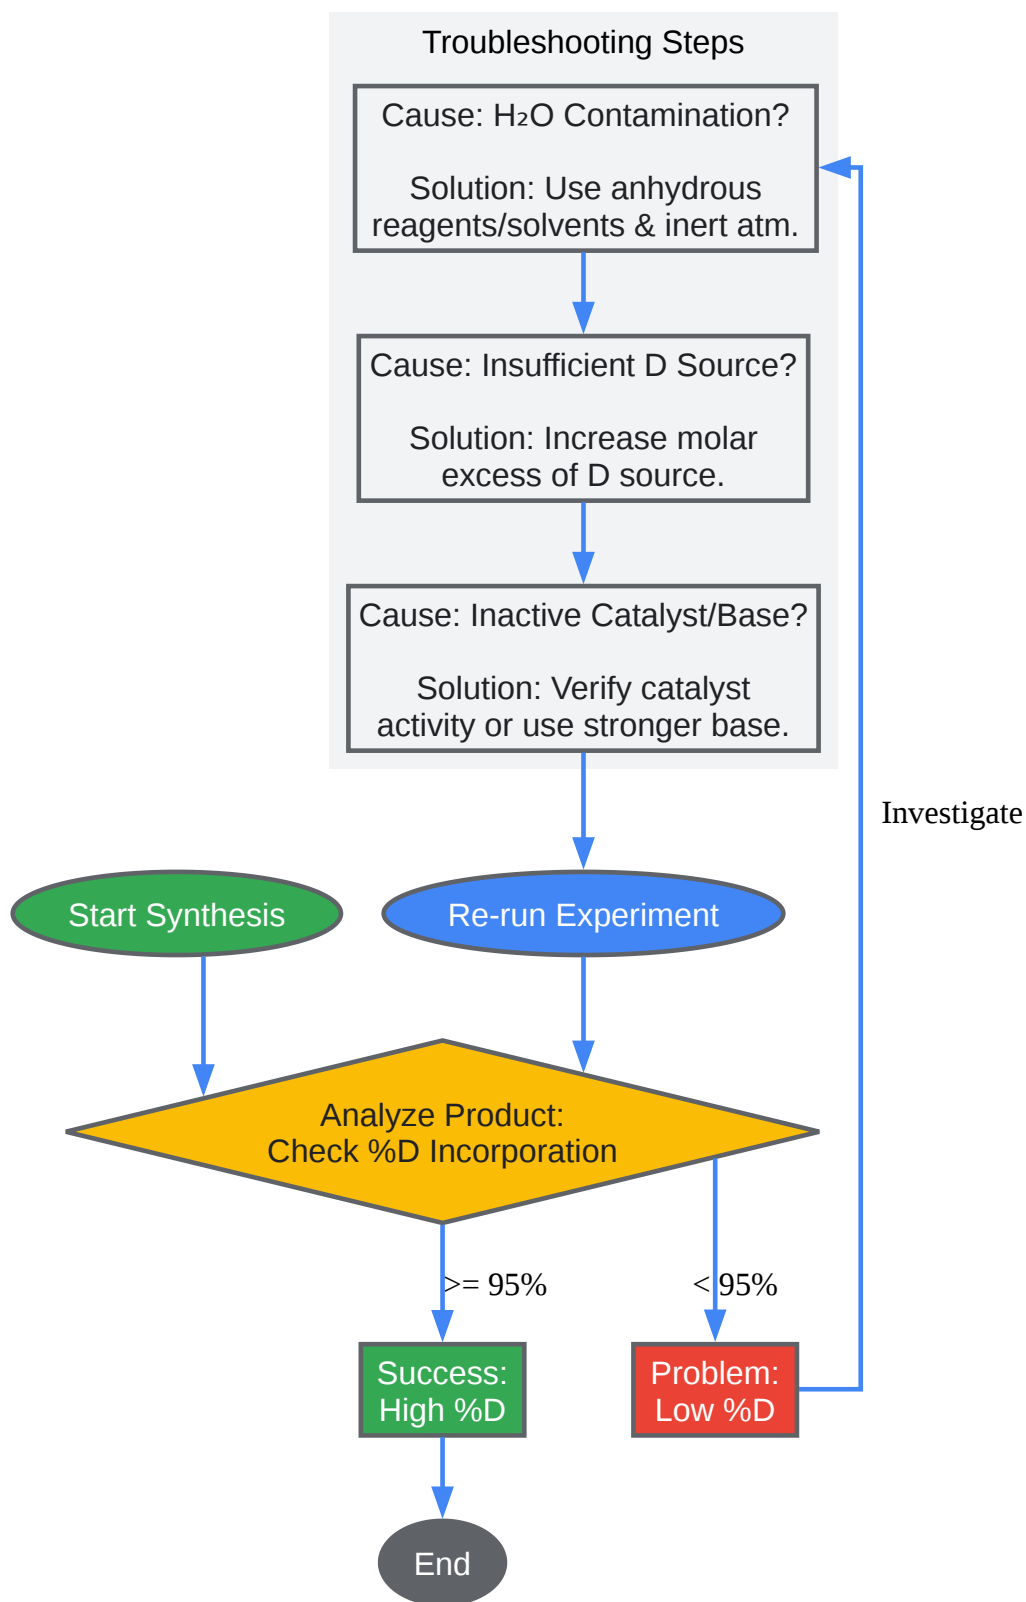 Troubleshooting Steps
Cause: H₂O Contamination?
Solution: Use anhydrous
reagents/solvents & inert atm.
Cause: Insufficient D Source?
Solution: Increase molar
excess of D source.
Cause: Inactive Catalyst/Base?
Solution: Verify catalyst
activity or use stronger base.
Investigate
Start Synthesis
Re-run Experiment
Analyze Product:
Check %D Incorporation
>= 95%
< 95%
Success:
High %D
Problem:
Low %D
End